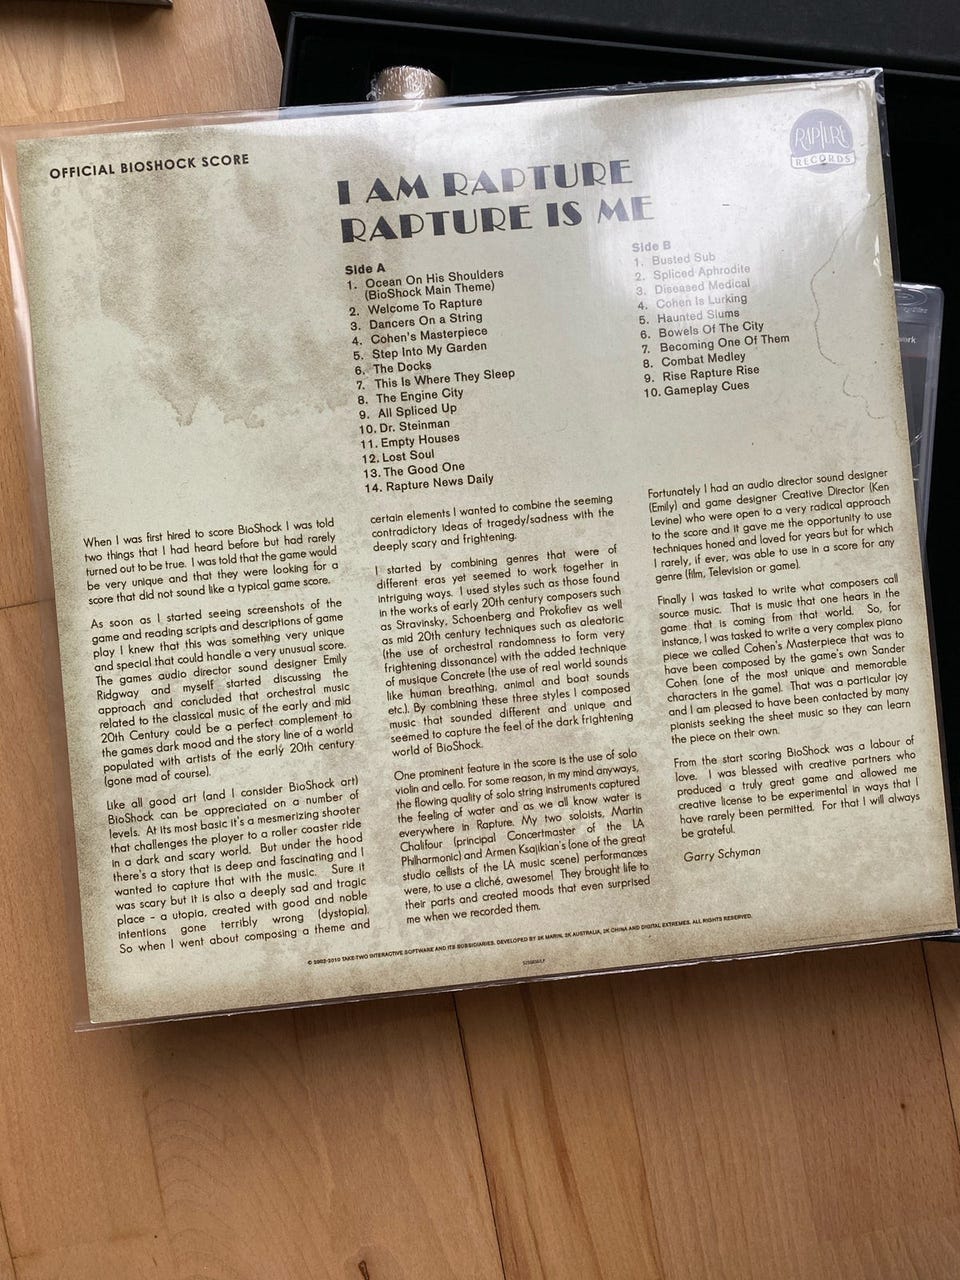 OFFICIAL BIOSHOCK SCORE
RAPTURE
RECORDS
I AM RAPTURE
RAPTURE IS ME
Side A
1. Ocean On His Shoulders
(BioShock Main Theme)
2. Welcome To Rapture
3. Dancers On a String
4. Cohen's Masterpiece
5. Step Into My Garden
6. The Docks
7. This Is Where They Sleep
8. The Engine City
9. All Spliced Up
10. Dr. Steinman
11. Empty Houses
12. Lost Soul
13. The Good One
14. Rapture News Daily
Side B
1. Busted Sub
2. Spliced Aphrodite
3. Diseased Medical
4. Cohen Is Lurking
5. Haunted Slums
6. Bowels Of The City
7. Becoming One Of Them
8. Combat Medley
9. Rise Rapture Rise
10. Gameplay Cues
When I was first hired to score BioShock I was told
two things that I had heard before but had rarely
turned out to be true. I was told that the game would
be very unique and that they were looking for a
score that did not sound like a typical game score.
As soon as I started seeing screenshots of the
game and reading scripts and descriptions of game
play I knew that this was something very unique
and special that could handle a very unusual score.
The games audio director sound designer Emily
Ridgway and myself started discussing the
approach and concluded that orchestral music
related to the classical music of the early and mid
20th Century could be a perfect complement to
the games dark mood and the story line of a world
populated with artists of the early 20th century
(gone mad of course).
Like all good art (and I consider BioShock art)
BioShock can be appreciated on a number of
levels. At its most basic it's a mesmerizing shooter
that challenges the player to a roller coaster ride
in a dark and scary world. But under the hood
there's a story that is deep and fascinating and I
wanted to capture that with the music. Sure it
was scary but it is also a deeply sad and tragic
place – a utopia, created with good and noble
intentions gone terribly wrong (dystopia).
So when I went about composing a theme and
certain elements I wanted to combine the seeming
contradictory ideas of tragedy/sadness with the
deeply scary and frightening.
I started by combining genres that were of
different eras yet seemed to work together in
intriguing ways. I used styles such as those found
in the works of early 20th century composers such
as Stravinsky, Schoenberg and Prokofiev as well
as mid 20th century techniques such as aleatoric
(the use of orchestral randomness to form very
frightening dissonance) with the added technique
of musique Concrete (the use of real world sounds
like human breathing, animal and boat sounds
etc.). By combining these three styles I composed
music that sounded different and unique and
seemed to capture the feel of the dark frightening
world of BioShock.
One prominent feature in the score is the use of solo
violin and cello. For some reason, in my mind anyways,
the flowing quality of solo string instruments captured
the feeling of water and as we all know water is
everywhere in Rapture. My two soloists, Martin
Chalifour (principal Concertmaster of the LA
Philharmonic) and Armen Ksajikian's (one of the great
studio cellists of the LA music scene) performances
were, to use a cliché, awesome! They brought life to
their parts and created moods that even surprised
me when we recorded them.
Fortunately I had an audio director sound designer
(Emily) and game designer Creative Director (Ken
Levine) who were open to a very radical approach
to the score and it gave me the opportunity to use
techniques honed and loved for years but for which
I rarely, if ever, was able to use in a score for any
genre (film, Television or game).
Finally I was tasked to write what composers call
source music. That is music that one hears in the
game that is coming from that world. So, for
instance, I was tasked to write a very complex piano
piece we called Cohen's Masterpiece that was to
have been composed by the game's own Sander
Cohen (one of the most unique and memorable
characters in the game). That was a particular joy
and I am pleased to have been contacted by many
pianists seeking the sheet music so they can learn
the piece on their own.
From the start scoring BioShock was a labour of
love. I was blessed with creative partners who
produced a truly great game and allowed me
creative license to be experimental in ways that I
have rarely been permitted. For that I will always
be grateful.
Garry Schyman
© 2002-2010 TAKE-TWO INTERACTIVE SOFTWARE AND ITS SUBSIDIARIES. DEVELOPED BY 2K MARIN, 2K AUSTRALIA, 2K CHINA AND DIGITAL EXTREMES. ALL RIGHTS RESERVED.